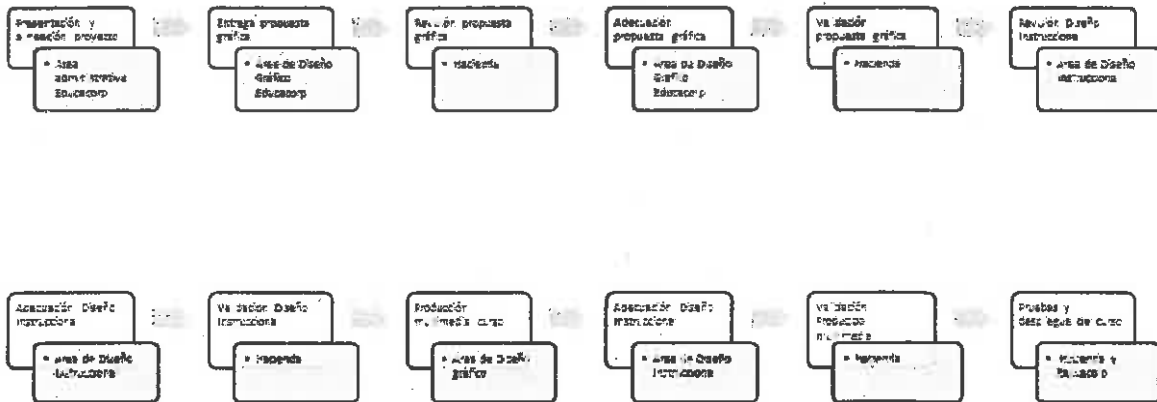 Presentación y
proyecto
• Área
administrativa
Educacorp
Entrega propuesta
gráfica
• Área de Diseño
Gráfico
Educacorp
Revisión propuesta
gráfica
• Hacienda
Adecuación
propuesta gráfica
• Área de Diseño
Gráfico
Educacorp
Validación
propuesta gráfica
• Hacienda
Revisión Diseño
Instruccional
• Área de Diseño
Instruccional
Adecuación Diseño
Instruccional
• Área de Diseño
Instruccional
Validación Diseño
Instruccional
• Hacienda
Producción
multimedia curso
• Área de Diseño
gráfico
Adecuación Diseño
Instruccional
• Área de Diseño
Instruccional
Validación
Producto
multimedia
• Hacienda
Pruebas y
despliegue de curso
• Hacienda y